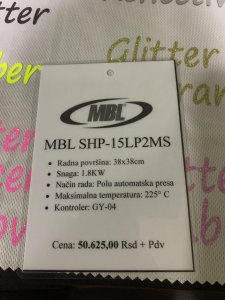 Glitter
MBL
MBL SHP-15LP2MS
• Radna površina: 38x38cm
• Snaga: 1.8KW
• Način rada: Polu automatska presa
• Maksimalna temperatura: 225° C
• Kontroler: GY-04
Cena: 50.625,00 Rsd + Pdv